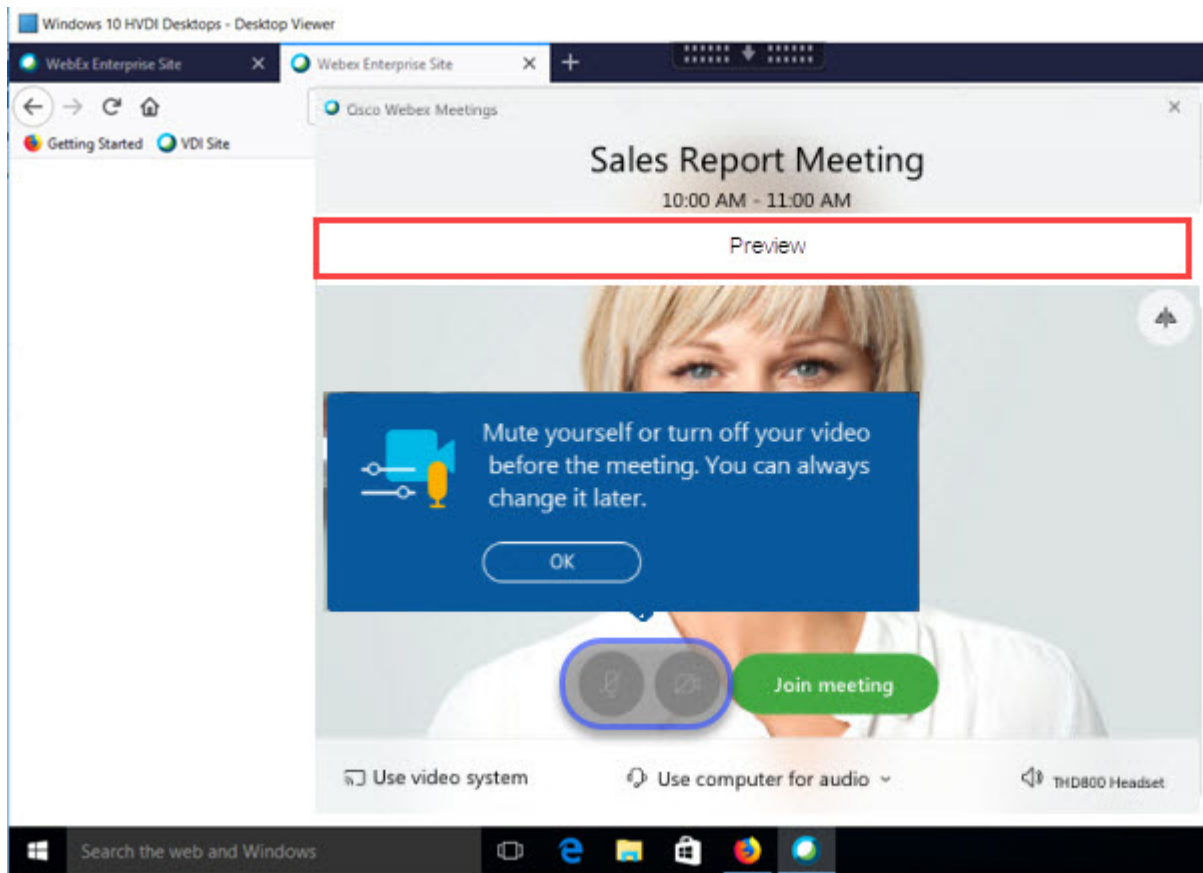 Windows 10 HVDI Desktops - Desktop Viewer
WebEx Enterprise Site
Webex Enterprise Site
Getting Started
VDI Site
Cisco Webex Meetings
Sales Report Meeting
10:00 AM - 11:00 AM
Preview
Mute yourself or turn off your video
before the meeting. You can always
change it later.
OK
Join meeting
Use video system
Use computer for audio
THD800 Headset
Search the web and Windows